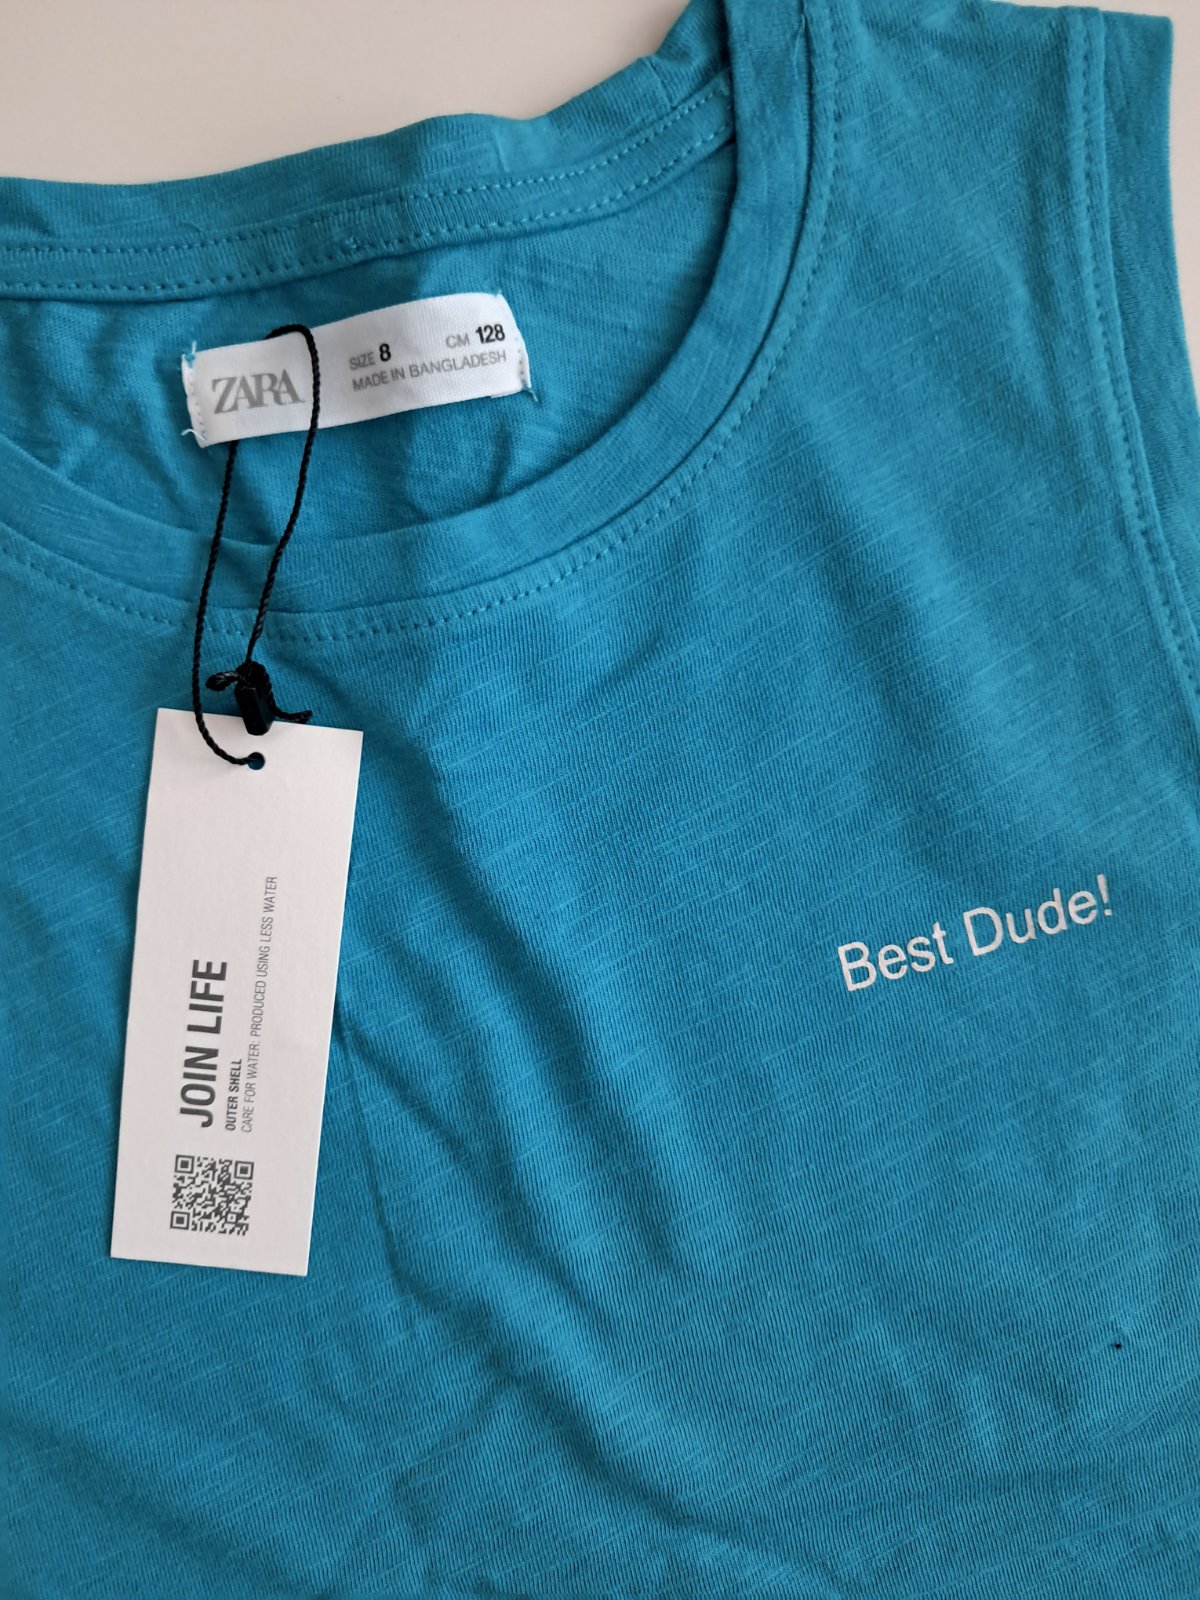 ZARA
SIZE 8 CM 128
MADE IN BANGLADESH
JOIN LIFE
OUTER SHELL
CARE FOR WATER: PRODUCED USING LESS WATER
Best Dude!